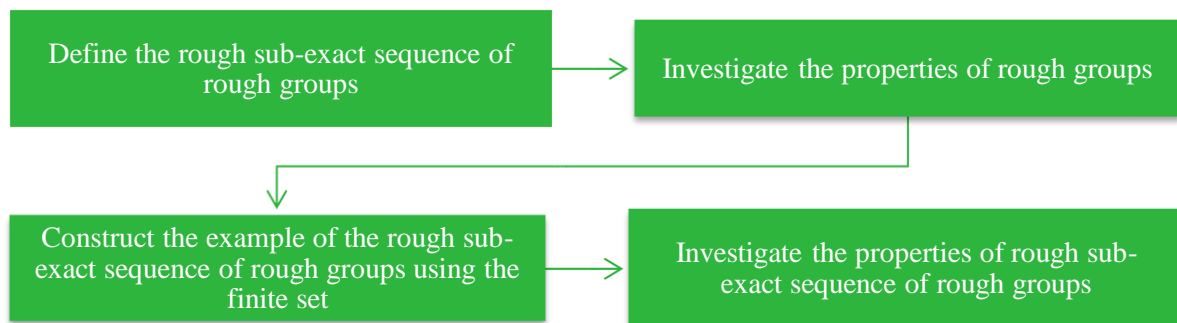 Define the rough sub-exact sequence of
rough groups
Investigate the properties of rough groups
Construct the example of the rough sub-
exact sequence of rough groups using the
finite set
Investigate the properties of rough sub-
exact sequence of rough groups